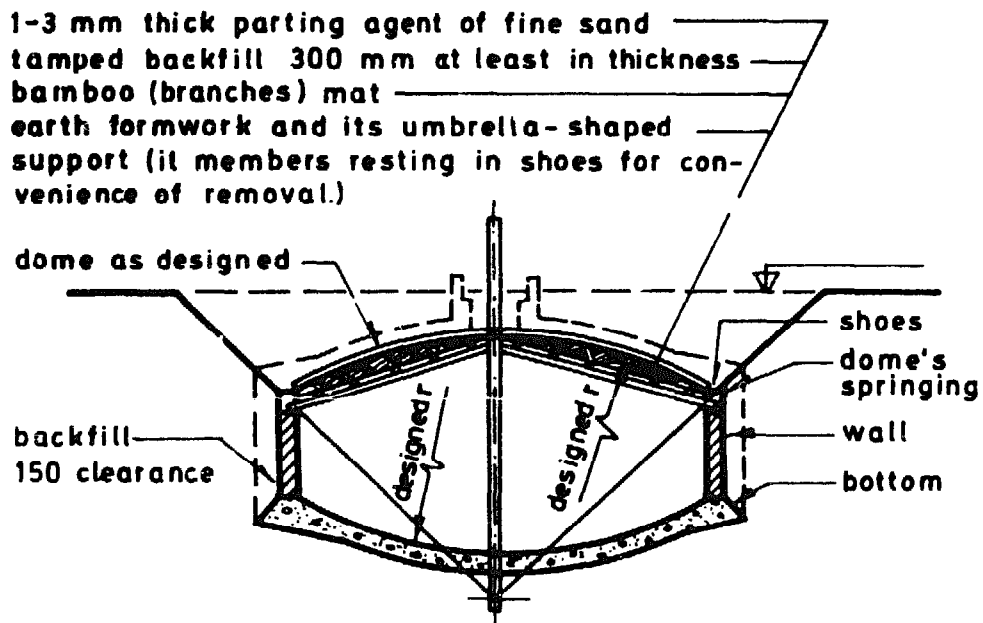 1-3 mm thick parting agent of fine sand
tamped backfill 300 mm at least in thickness
bamboo (branches) mat
earth formwork and its umbrella-shaped
support (it members resting in shoes for con-
venience of removal.)
dome as designed
shoes
dome's
springing
backfill
150 clearance
designed r
designed r
wall
bottom